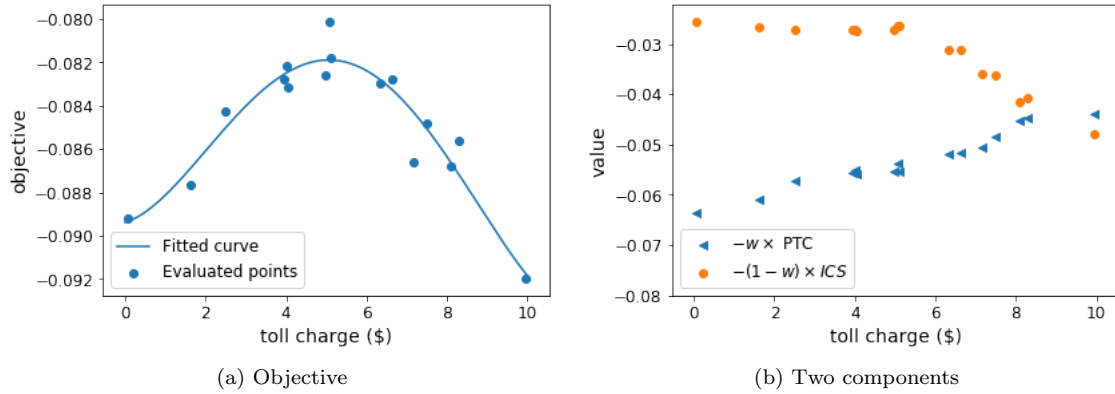 −0.080
−0.082
−0.084
−0.086
−0.088
−0.090
−0.092
objective
Fitted curve
Evaluated points
0 2 4 6 8 10
toll charge ($)
(a) Objective
−0.03
−0.04
−0.05
−0.06
−0.07
−0.08
value
−w × PTC
−(1 − w) × ICS
0 2 4 6 8 10
toll charge ($)
(b) Two components